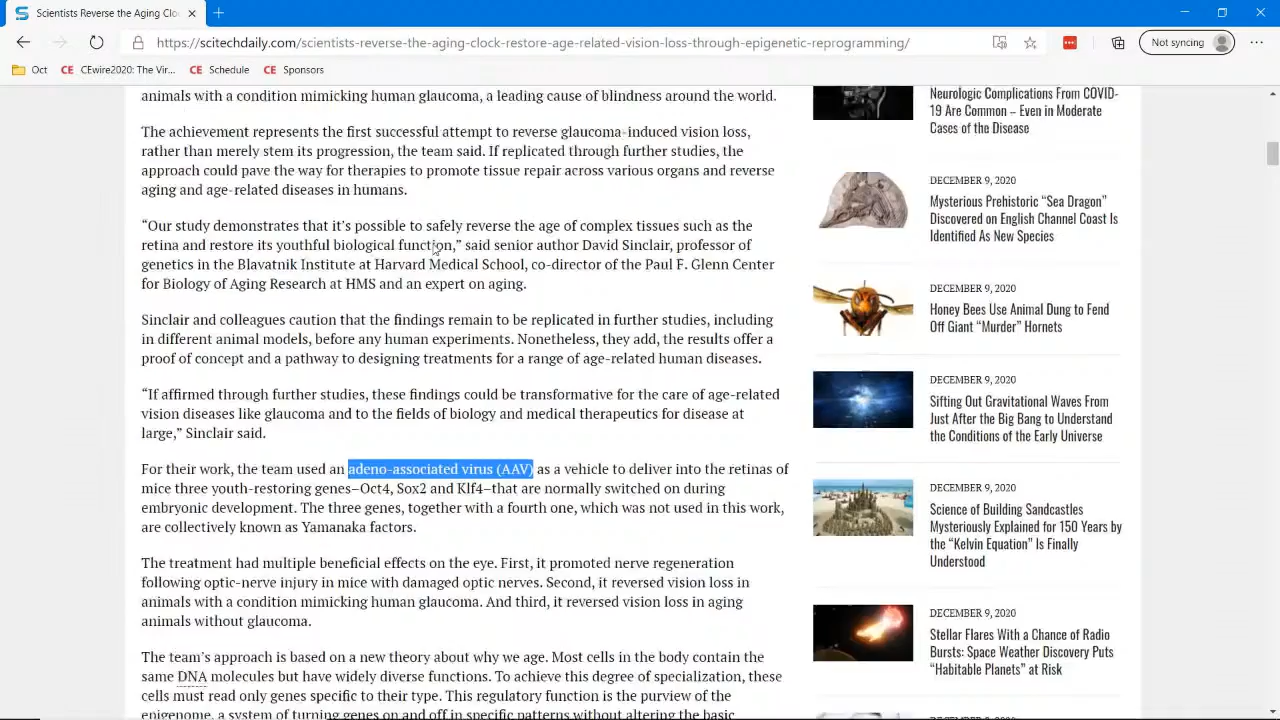 Scientists Reverse the Aging Clo
https://scitechdaily.com/scientists-reverse-the-aging-clock-restore-age-related-vision-loss-through-epigenetic-reprogramming/
Not syncing
Oct
CE CEwire2020: The Vir...
CE Schedule
CE Sponsors
animals with a condition mimicking human glaucoma, a leading cause of blindness around the world.
The achievement represents the first successful attempt to reverse glaucoma-induced vision loss,
rather than merely stem its progression, the team said. If replicated through further studies, the
approach could pave the way for therapies to promote tissue repair across various organs and reverse
aging and age-related diseases in humans.
“Our study demonstrates that it’s possible to safely reverse the age of complex tissues such as the
retina and restore its youthful biological function,” said senior author David Sinclair, professor of
genetics in the Blavatnik Institute at Harvard Medical School, co-director of the Paul F. Glenn Center
for Biology of Aging Research at HMS and an expert on aging.
Sinclair and colleagues caution that the findings remain to be replicated in further studies, including
in different animal models, before any human experiments. Nonetheless, they add, the results offer a
proof of concept and a pathway to designing treatments for a range of age-related human diseases.
“If affirmed through further studies, these findings could be transformative for the care of age-related
vision diseases like glaucoma and to the fields of biology and medical therapeutics for disease at
large,” Sinclair said.
For their work, the team used an adeno-associated virus (AAV) as a vehicle to deliver into the retinas of
mice three youth-restoring genes–Oct4, Sox2 and Klf4–that are normally switched on during
embryonic development. The three genes, together with a fourth one, which was not used in this work,
are collectively known as Yamanaka factors.
The treatment had multiple beneficial effects on the eye. First, it promoted nerve regeneration
following optic-nerve injury in mice with damaged optic nerves. Second, it reversed vision loss in
animals with a condition mimicking human glaucoma. And third, it reversed vision loss in aging
animals without glaucoma.
The team’s approach is based on a new theory about why we age. Most cells in the body contain the
same DNA molecules but have widely diverse functions. To achieve this degree of specialization, these
cells must read only genes specific to their type. This regulatory function is the purview of the
epigenome, a system of turning genes on and off in specific patterns without altering the basic
Neurologic Complications From COVID-
19 Are Common – Even in Moderate
Cases of the Disease
DECEMBER 9, 2020
Mysterious Prehistoric “Sea Dragon”
Discovered on English Channel Coast Is
Identified As New Species
DECEMBER 9, 2020
Honey Bees Use Animal Dung to Fend
Off Giant “Murder” Hornets
DECEMBER 9, 2020
Sifting Out Gravitational Waves From
Just After the Big Bang to Understand
the Conditions of the Early Universe
DECEMBER 9, 2020
Science of Building Sandcastles
Mysteriously Explained for 150 Years by
the “Kelvin Equation” Is Finally
Understood
DECEMBER 9, 2020
Stellar Flares With a Chance of Radio
Bursts: Space Weather Discovery Puts
“Habitable Planets” at Risk